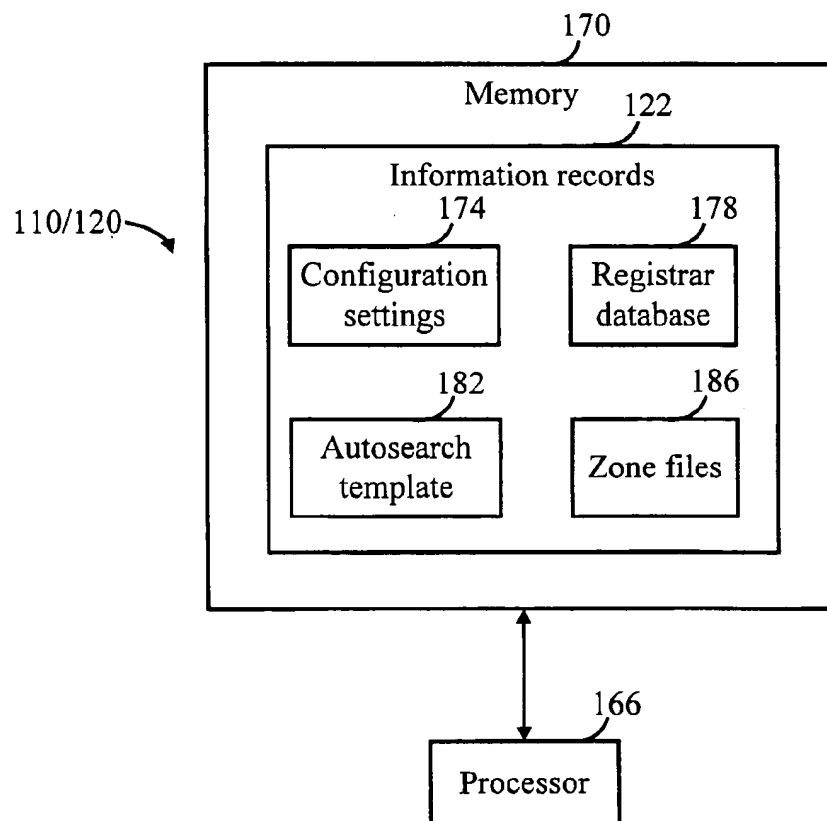 170
Memory
122
Information records
110/120
174
178
Configuration
settings
Registrar
database
182
186
Autosearch
template
Zone files
166
Processor